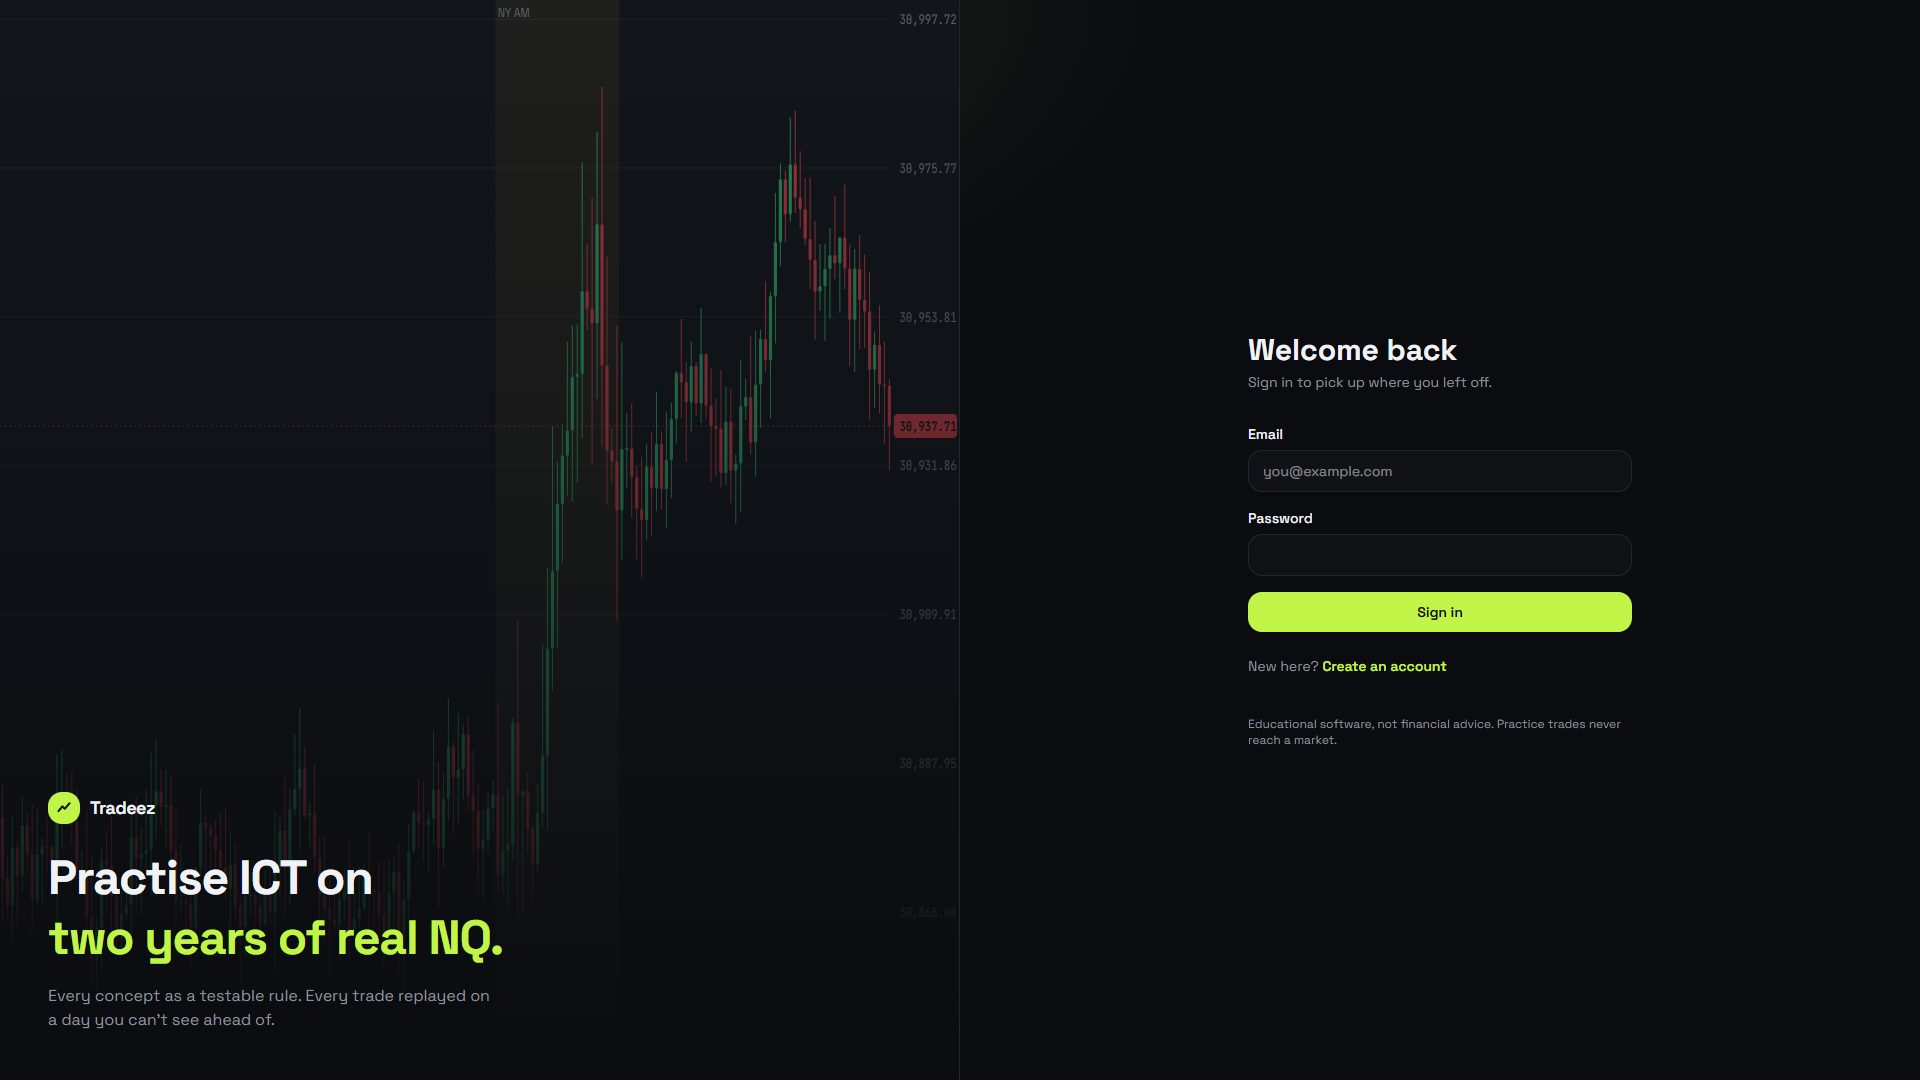 NY AM
30,997.72
30,975.77
30,953.81
30,937.71
30,931.86
30,909.91
30,887.95
30,866.00
Tradeez
Practise ICT on
two years of real NQ.
Every concept as a testable rule. Every trade replayed on
a day you can't see ahead of.
Welcome back
Sign in to pick up where you left off.
Email
you@example.com
Password
Sign in
New here? Create an account
Educational software, not financial advice. Practice trades never
reach a market.